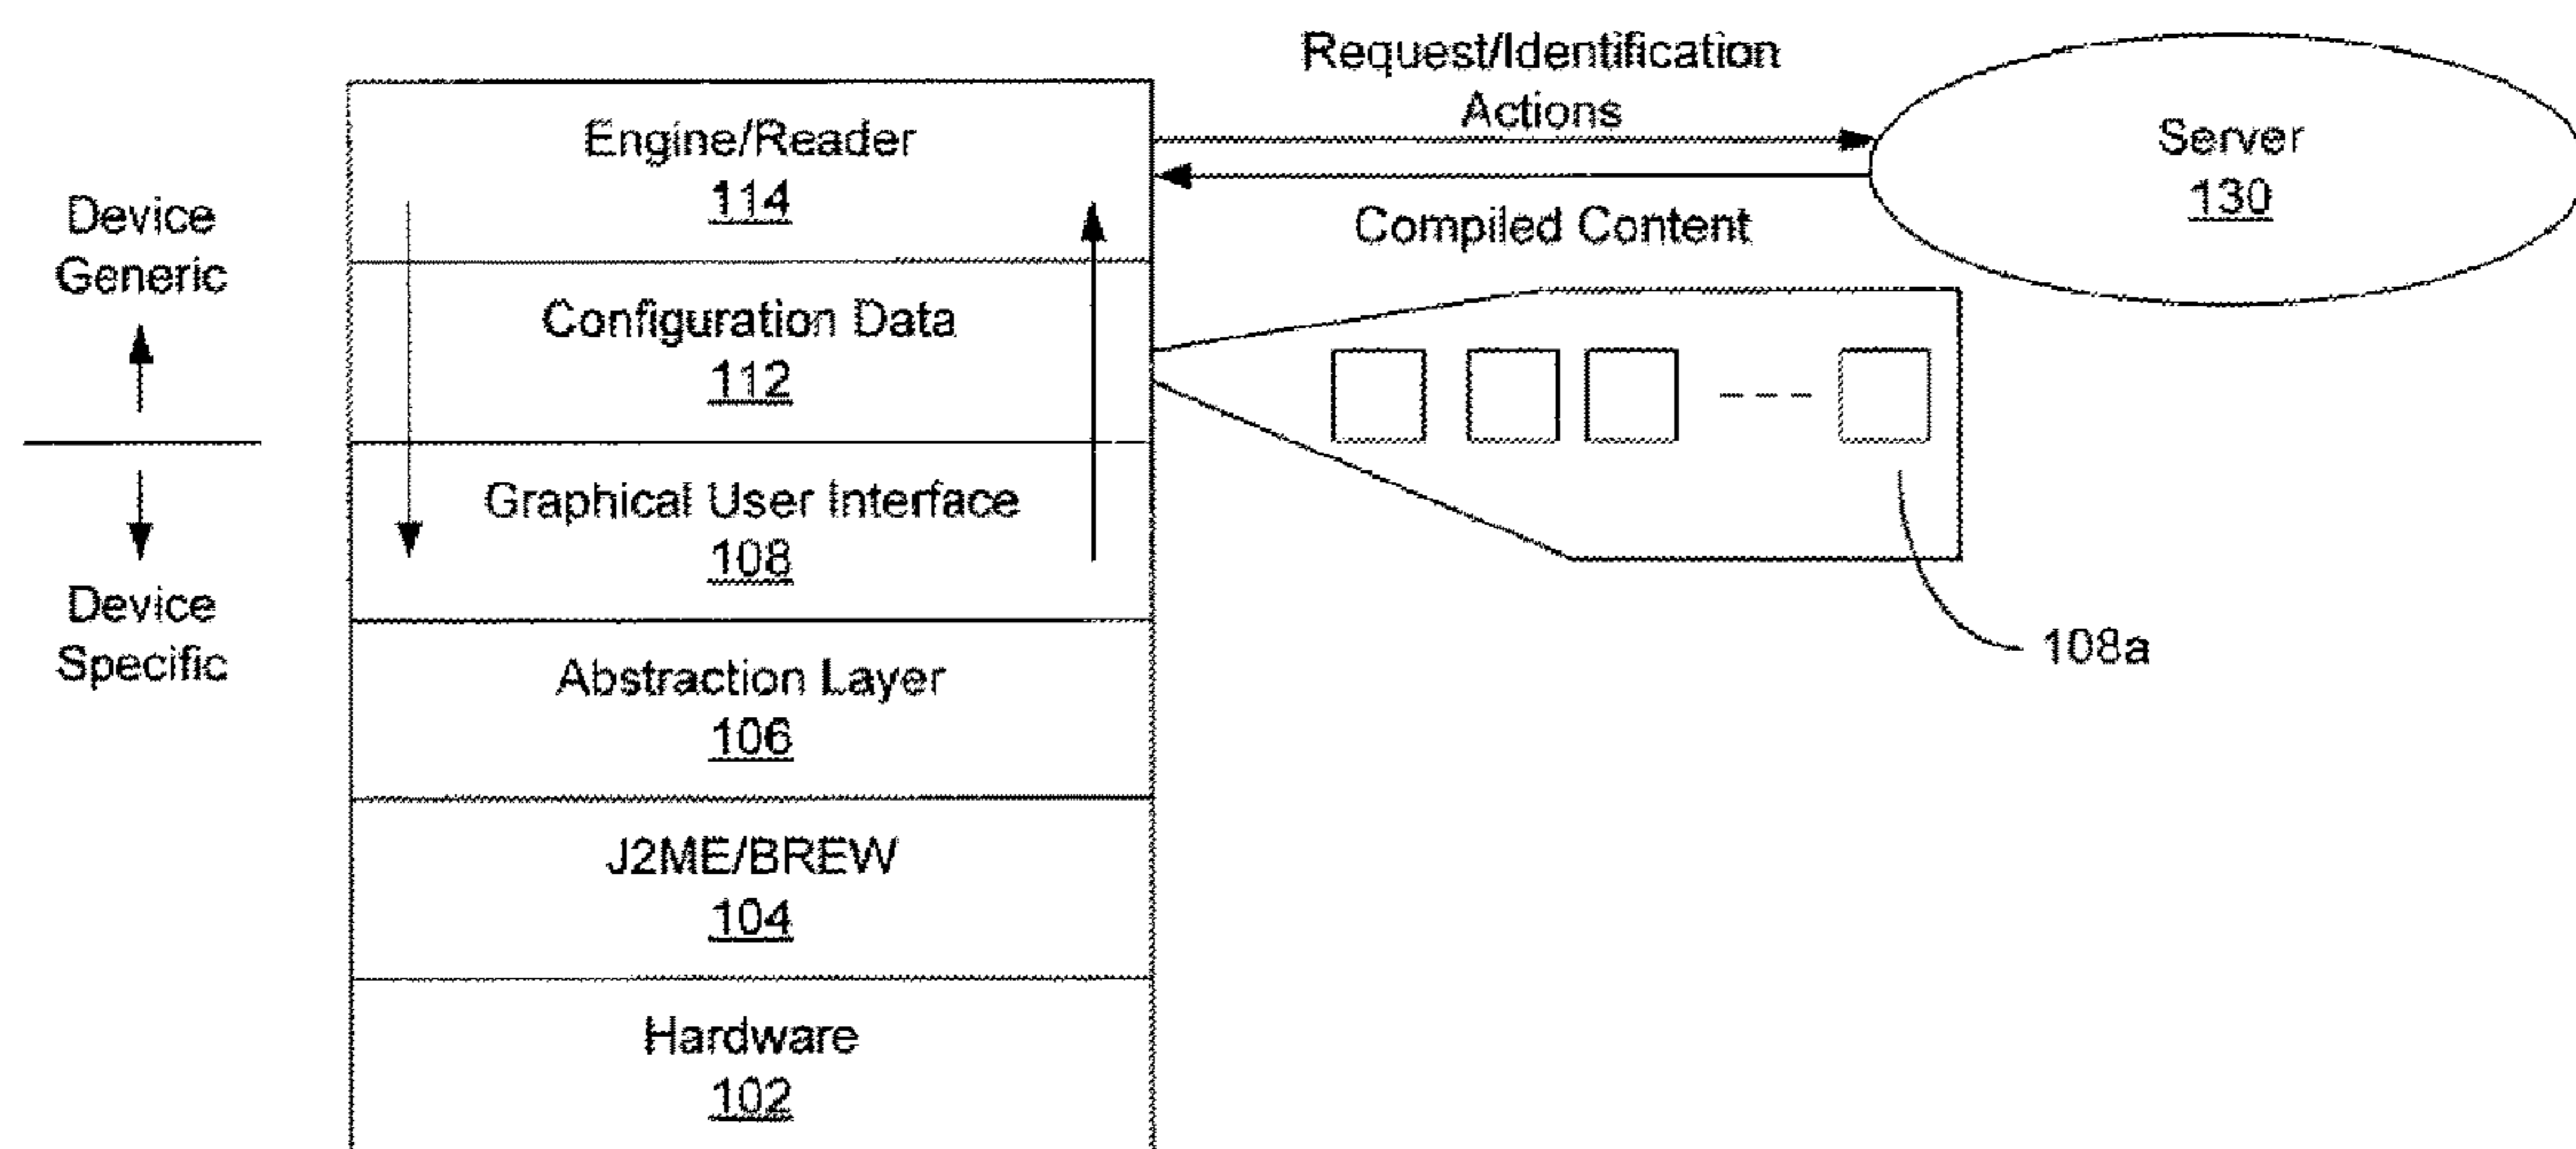 Request/Identification
Actions
Engine/Reader
114
Server
130
Compiled Content
Device
Generic
Configuration Data
112
Graphical User Interface
108
Device
Specific
108a
Abstraction Layer
106
J2ME/BREW
104
Hardware
102